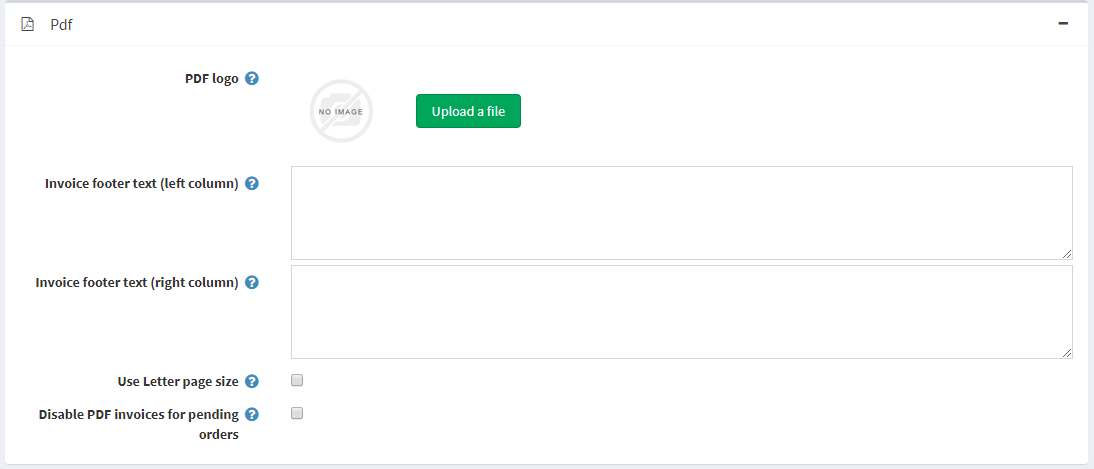 Pdf
PDF logo
NO IMAGE
Upload a file
Invoice footer text (left column)
Invoice footer text (right column)
Use Letter page size
Disable PDF invoices for pending
orders